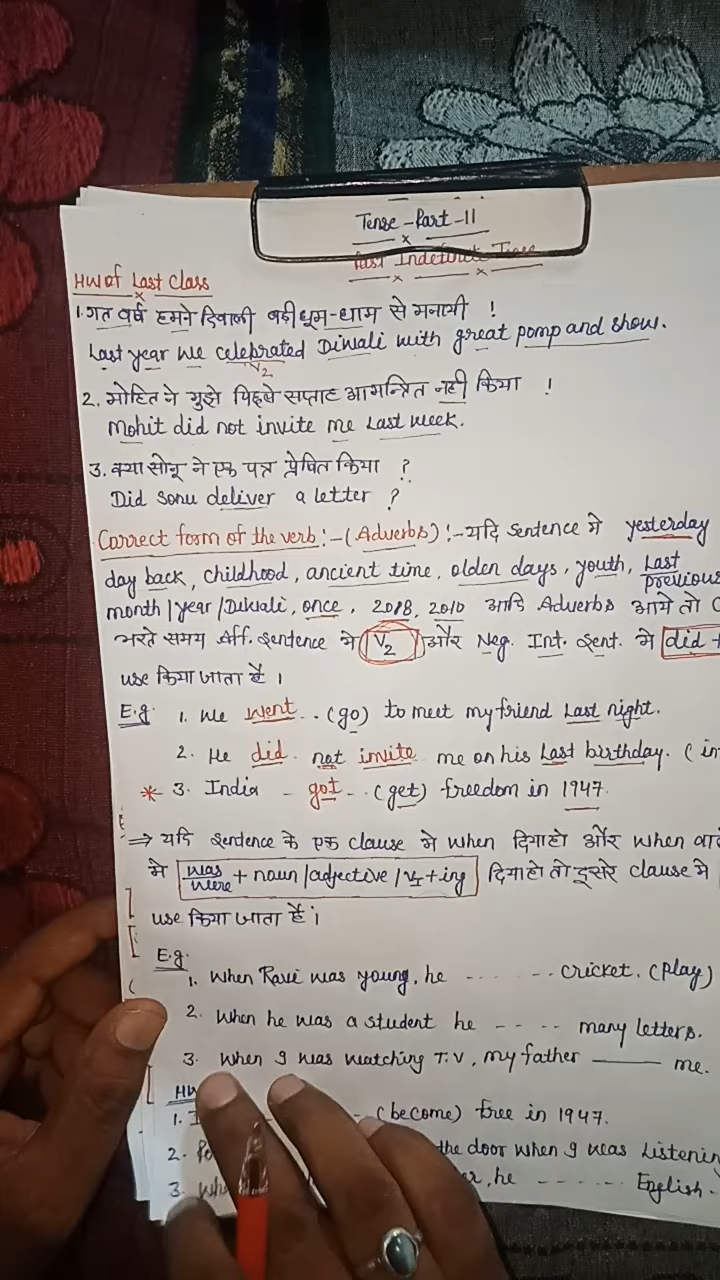 Tense - Part - 11
Past Indefinite Tense
HW of Last Class
1. गत वर्ष हमने दिवाली बडी धूम-धाम से मनायी !
Last year we celebrated Diwali with great pomp and show.
V2
2. मोहित ने मुझे पिछले सप्ताह आमन्त्रित नही किया !
Mohit did not invite me Last week.
3. क्या सोनू ने एक पत्र प्रेषित किया ?
Did sonu deliver a letter ?
Correct form of the verb :- (Adverbs) :- यदि sentence मे yesterday
day back, childhood, ancient time, olden days, youth, Last
previous
month/year/Diwali, once, 2018, 2010 आदि Adverbs आये तो
भरते समय Aff. sentence मे V2 और Neg. Int. sent. मे did +
use किया जाता है ।
E.g. 1. We went .. (go) to meet my friend Last night.
2. He did not invite me on his Last birthday. (in
* 3. India - got - .. (get) freedom in 1947.
⇒ यदि sentence के एक clause मे when दिया हो और when वाले
मे was/were + noun/adjective/V1+ing दिया हो तो दूसरे clause मे
use किया जाता है ।
E.g.
1. When Ravi was young, he ------- cricket. (Play)
2. When he was a student he - - - - many letters.
3. When I was watching T.V, my father ——— me.
HW
1. I - (become) free in 1947.
2. the door when I was Listenin
3. Wh , he ------ English.